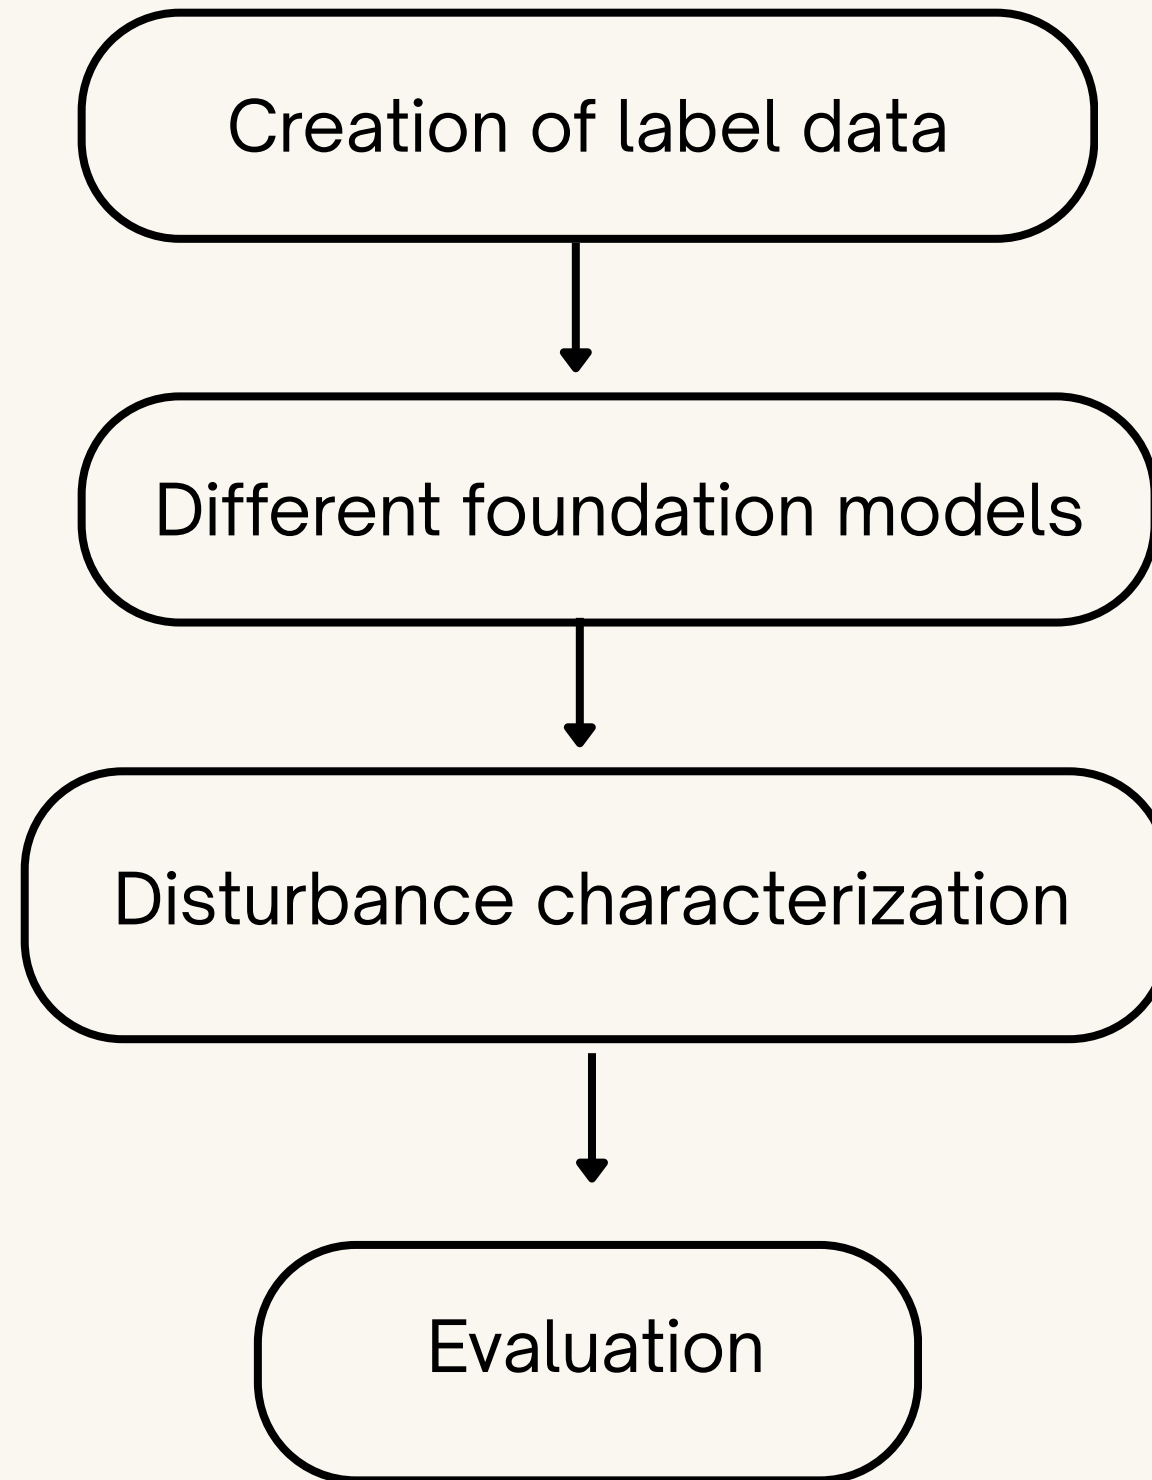 Creation of label data
Different foundation models
Disturbance characterization
Evaluation